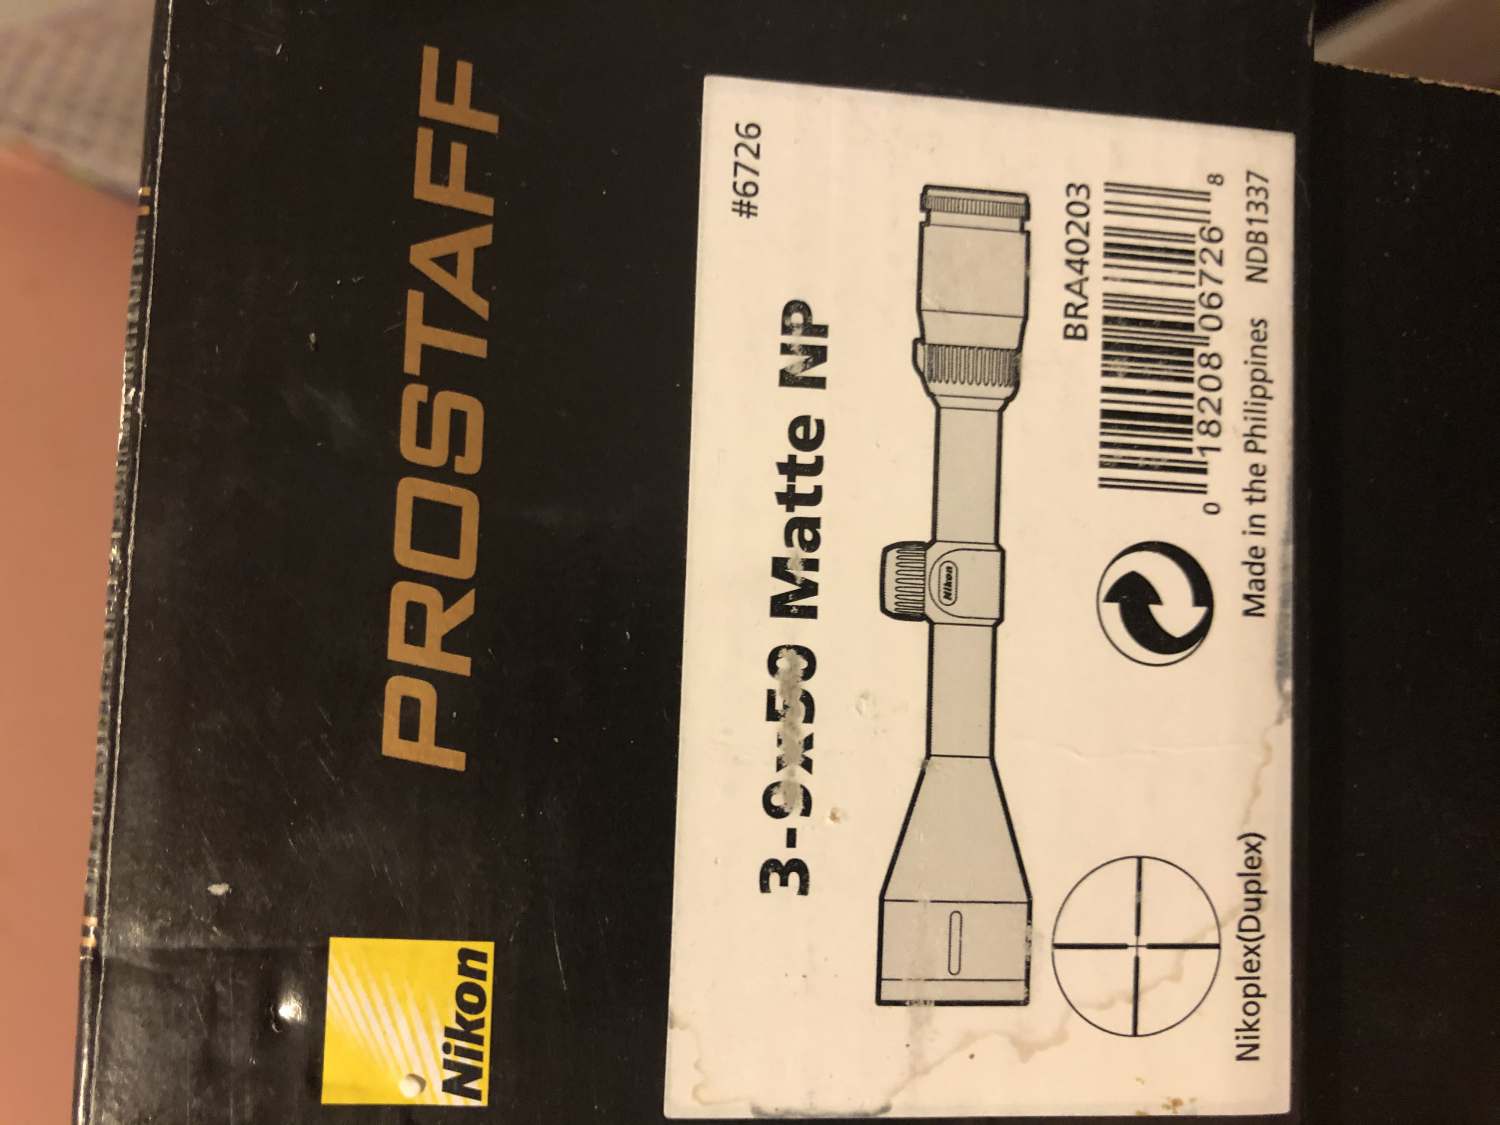 Nikon
PROSTAFF
#6726
3-9x50 Matte NP
Nikon
BRA40203
0 18208 06726 8
Nikoplex(Duplex)
Made in the Philippines NDB1337